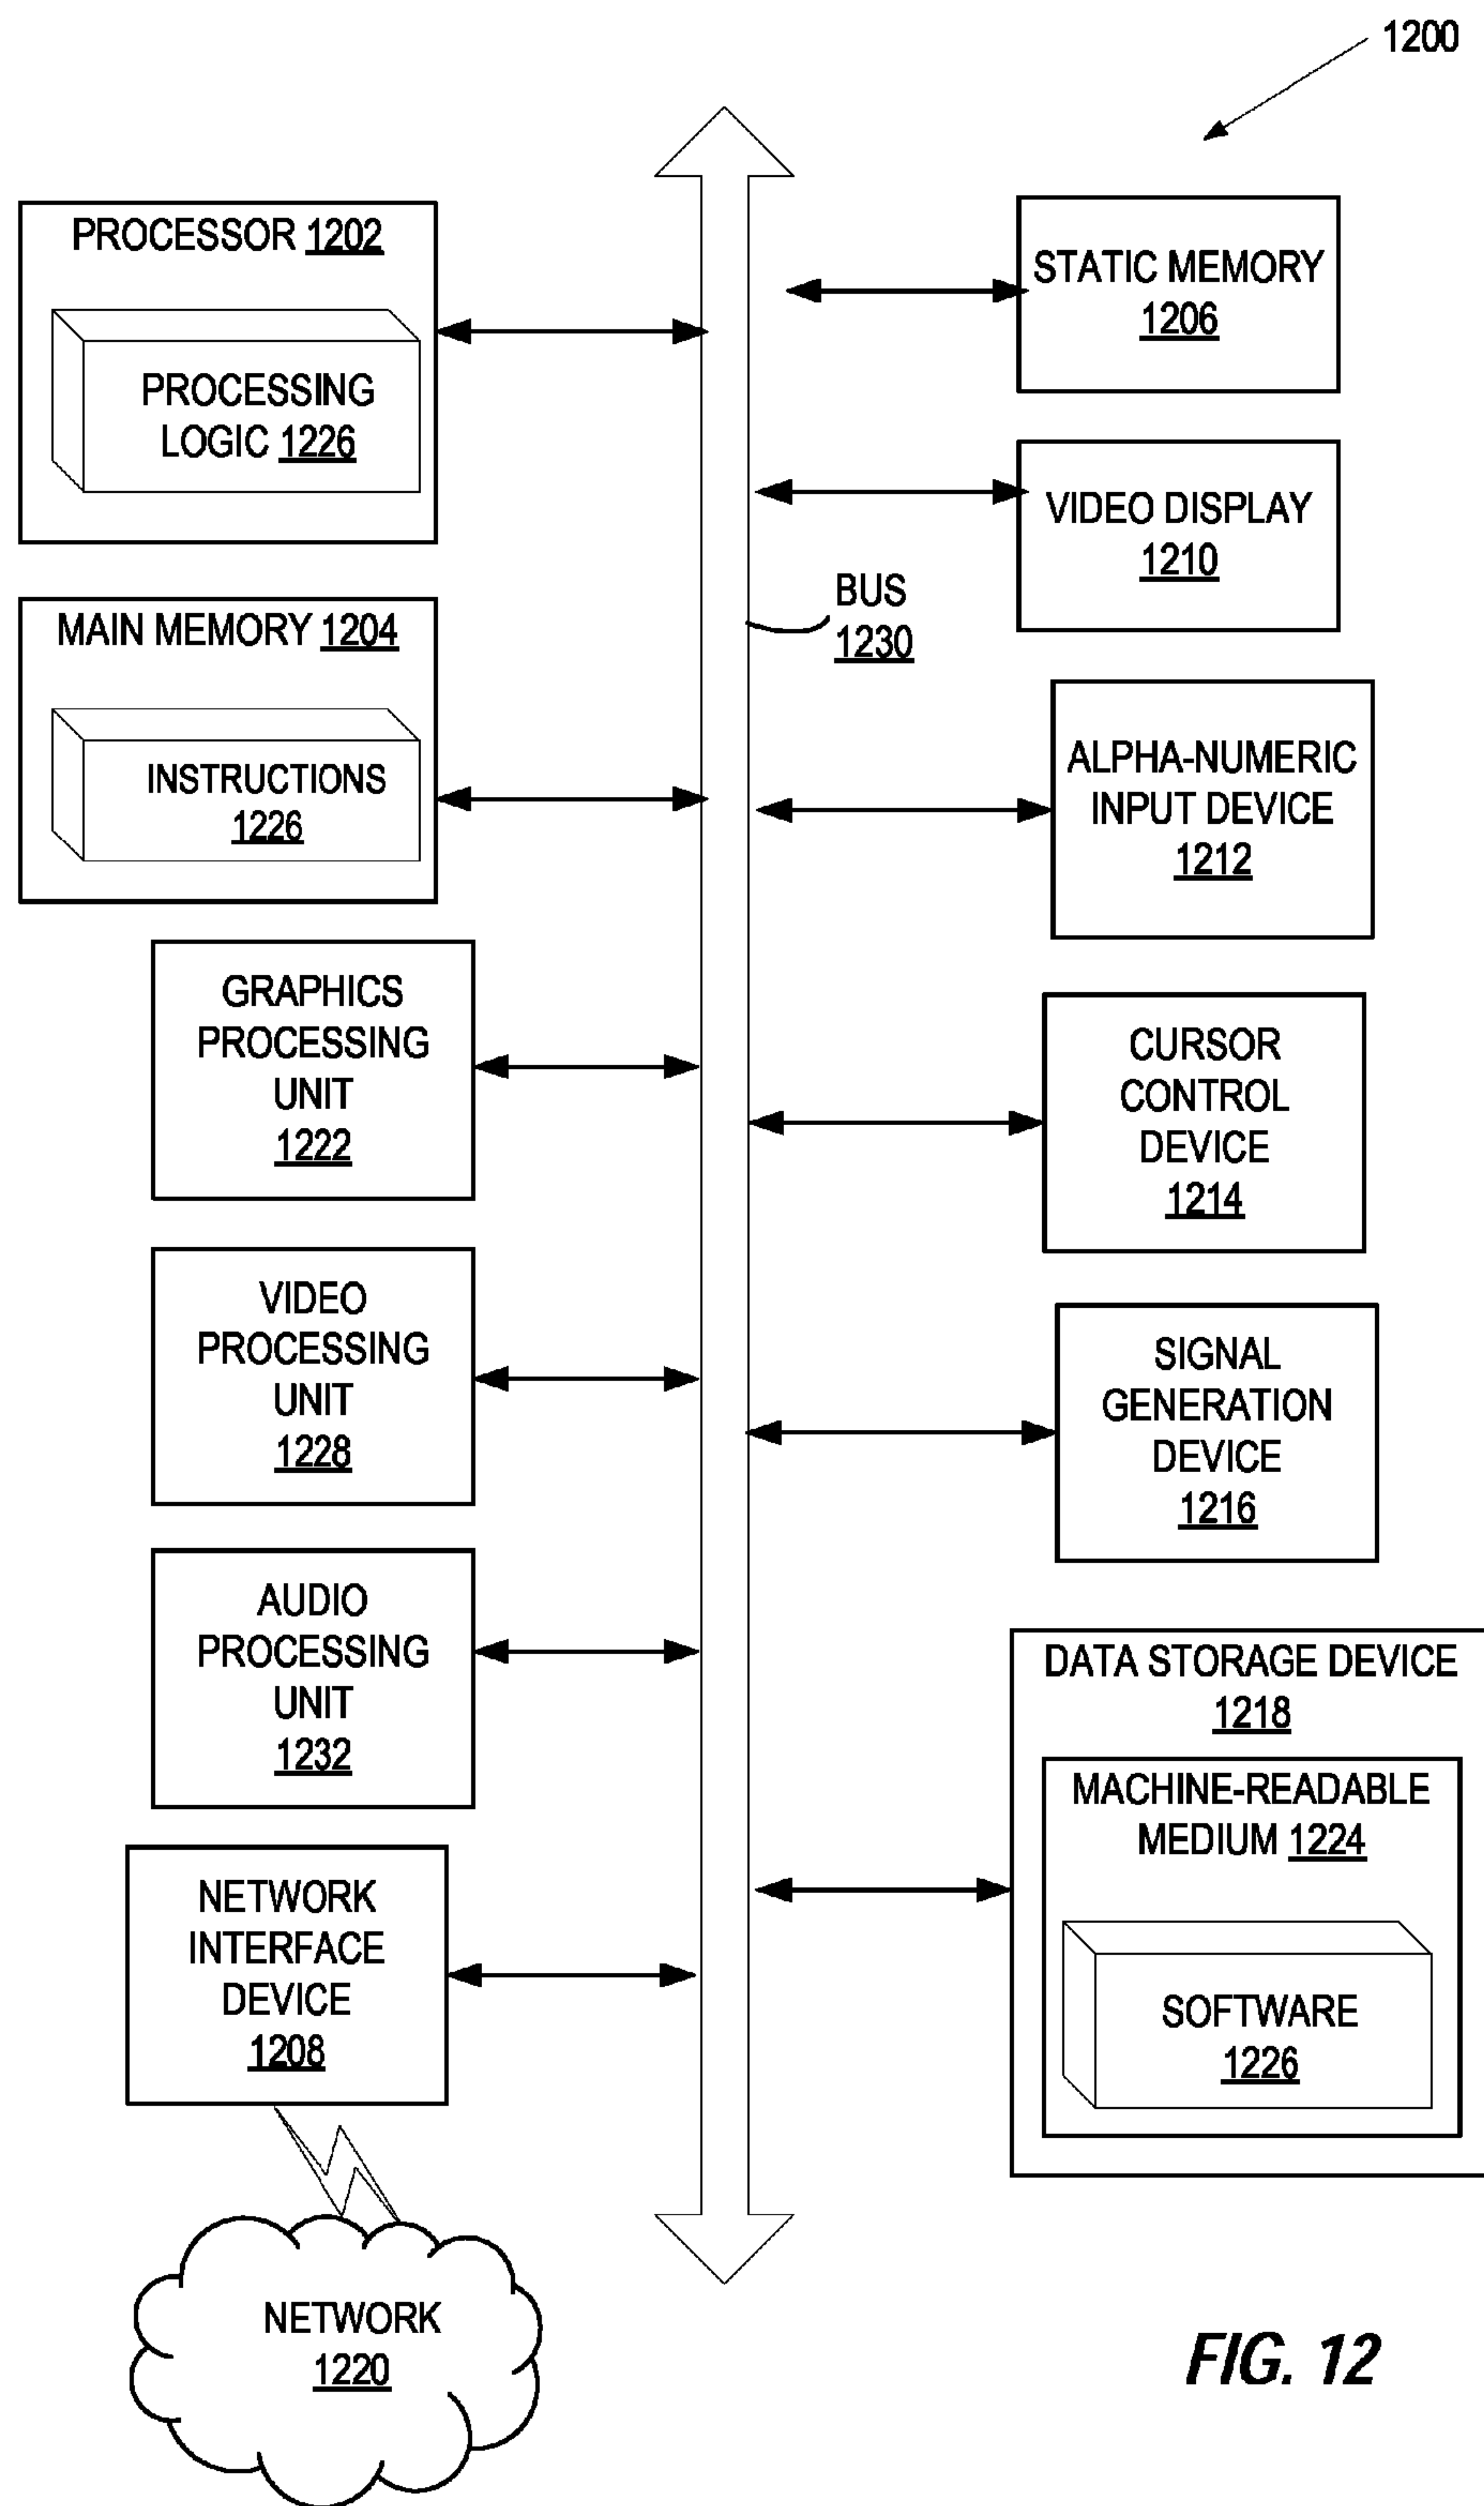 1200
PROCESSOR 1202
PROCESSING
LOGIC 1226
MAIN MEMORY 1204
INSTRUCTIONS
1226
GRAPHICS
PROCESSING
UNIT
1222
VIDEO
PROCESSING
UNIT
1228
AUDIO
PROCESSING
UNIT
1232
NETWORK
INTERFACE
DEVICE
1208
NETWORK
1220
BUS
1230
STATIC MEMORY
1206
VIDEO DISPLAY
1210
ALPHA-NUMERIC
INPUT DEVICE
1212
CURSOR
CONTROL
DEVICE
1214
SIGNAL
GENERATION
DEVICE
1216
DATA STORAGE DEVICE
1218
MACHINE-READABLE
MEDIUM 1224
SOFTWARE
1226
FIG. 12